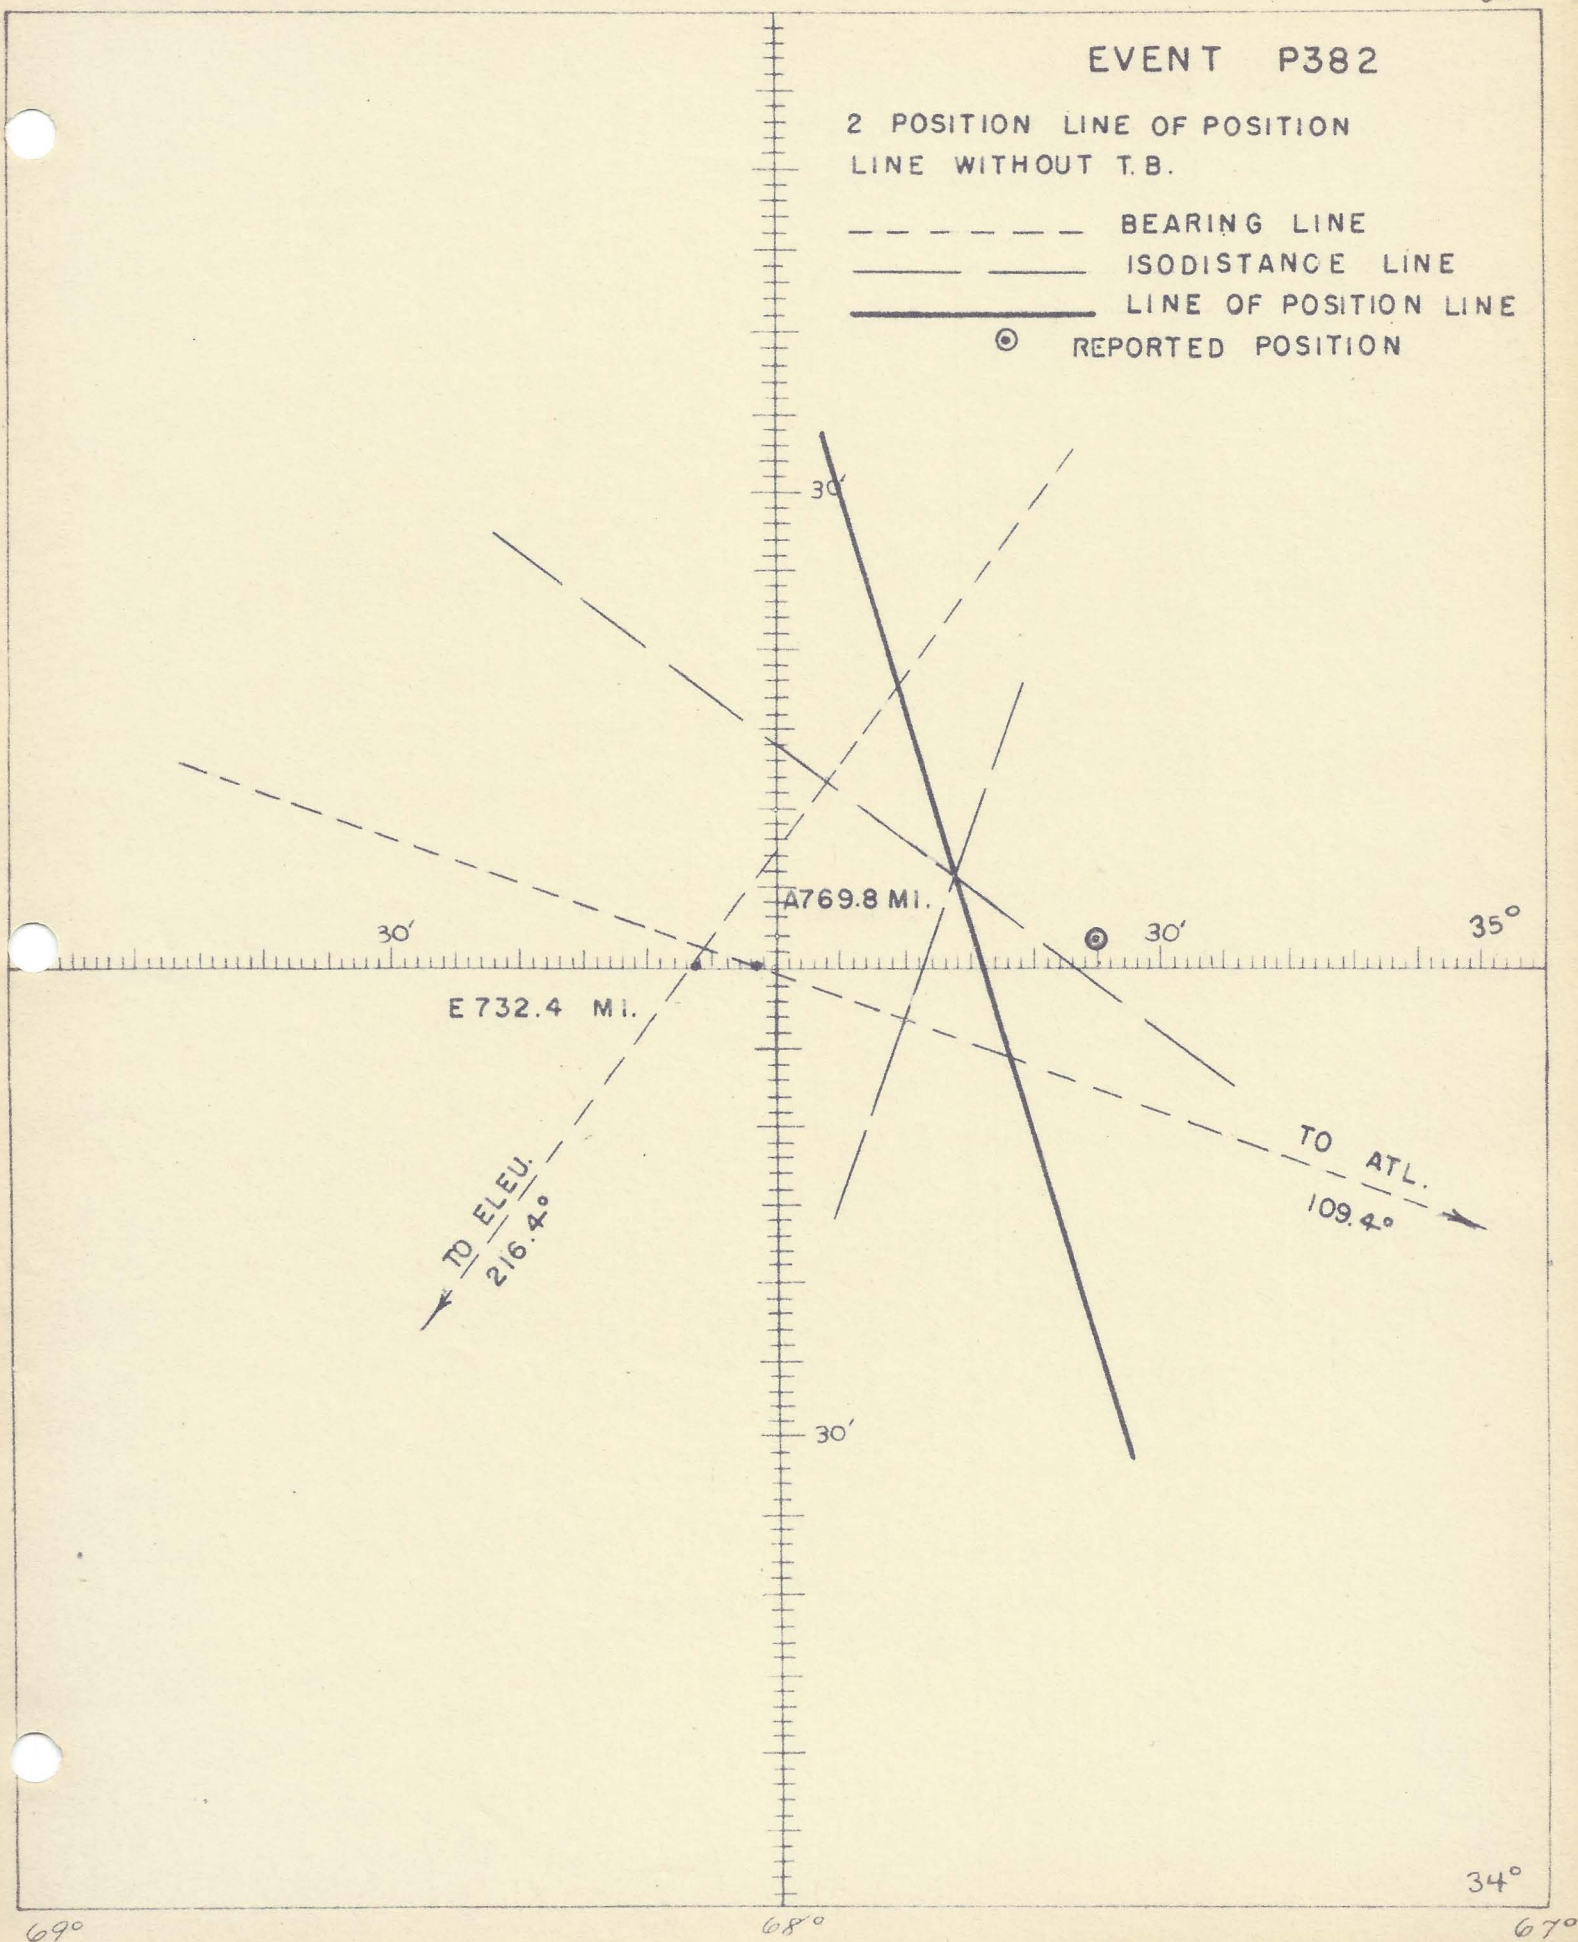 EVENT P382
2 POSITION LINE OF POSITION
LINE WITHOUT T.B.
BEARING LINE
ISODISTANCE LINE
LINE OF POSITION LINE
REPORTED POSITION
30'
A769.8 MI.
30'
30'
35°
E 732.4 MI.
TO ATL.
109.4°
TO ELEU.
216.4°
30'
34°
69°
68°
67°